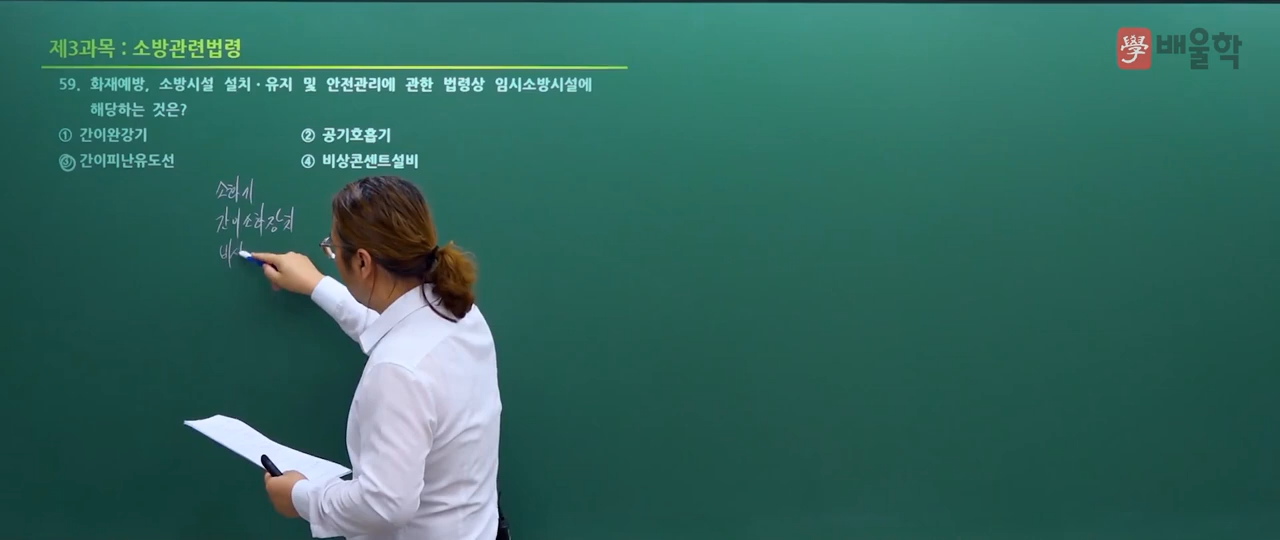 제3과목 : 소방관련법령
學 배울학
59. 화재예방, 소방시설 설치·유지 및 안전관리에 관한 법령상 임시소방시설에
해당하는 것은?
① 간이완강기 ② 공기호흡기
③ 간이피난유도선 ④ 비상콘센트설비
소화기
간이소화장치
비상